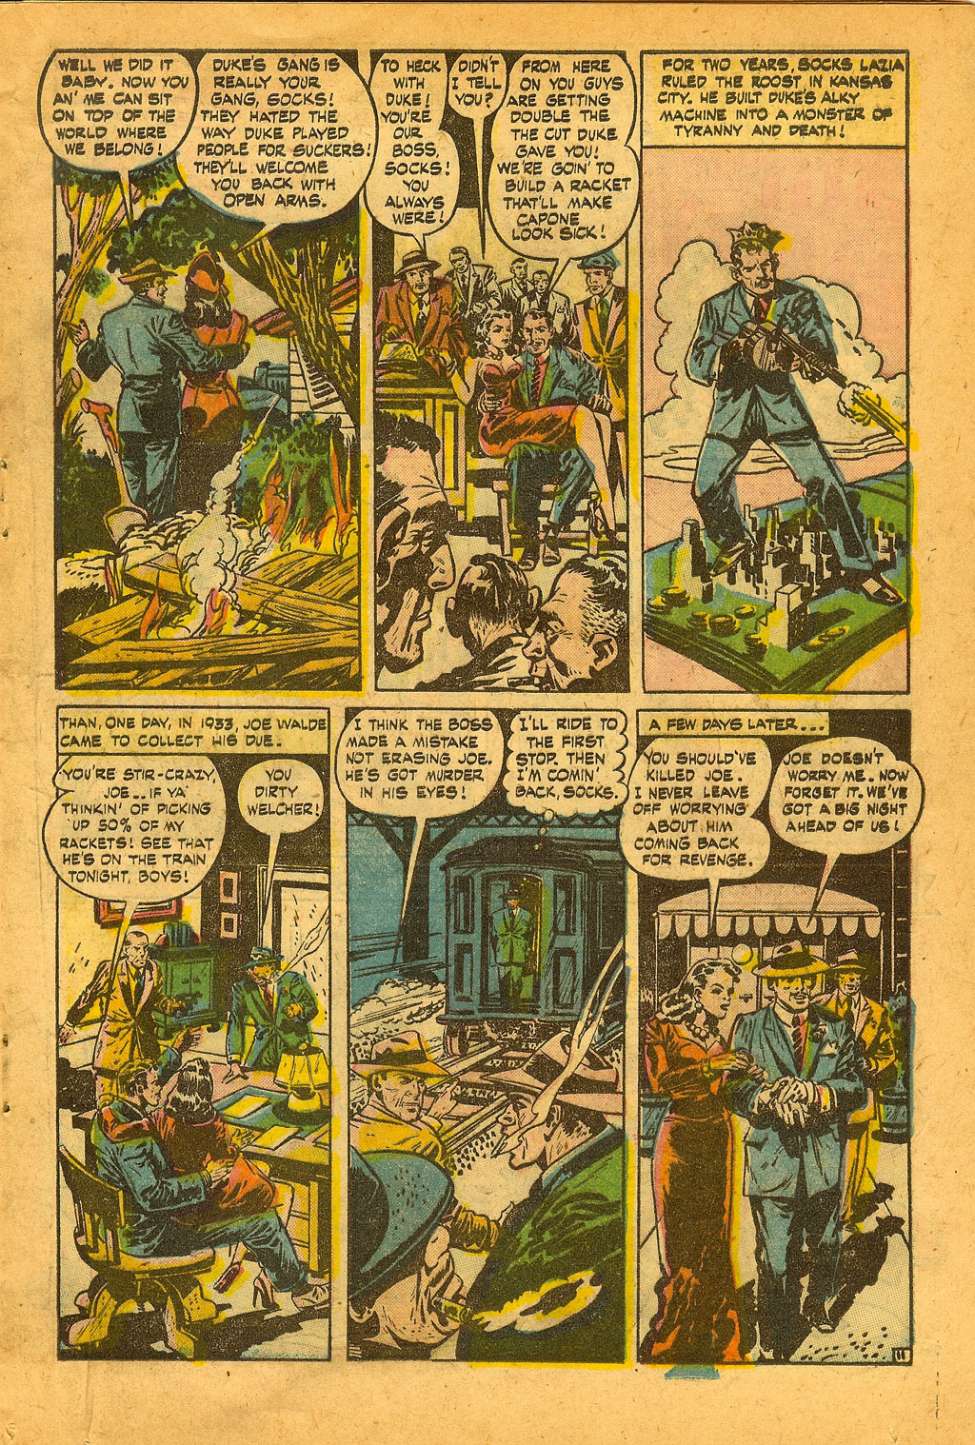 WELL WE DID IT
BABY. NOW YOU
AN' ME CAN SIT
ON TOP OF THE
WORLD WHERE
WE BELONG!
DUKE'S GANG IS
REALLY YOUR
GANG, SOCKS!
THEY HATED THE
WAY DUKE PLAYED
PEOPLE FOR SUCKERS!
THEY'LL WELCOME
YOU BACK WITH
OPEN ARMS.
TO HECK
WITH
DUKE!
YOU'RE
OUR
BOSS,
SOCKS!
YOU
ALWAYS
WERE!
DIDN'T
I TELL
YOU?
FROM HERE
ON YOU GUYS
ARE GETTING
DOUBLE THE
THE CUT DUKE
GAVE YOU!
WE'RE GOIN' TO
BUILD A RACKET
THAT'LL MAKE
CAPONE
LOOK SICK!
FOR TWO YEARS, SOCKS LAZIA
RULED THE ROOST IN KANSAS
CITY. HE BUILT DUKE'S ALKY
MACHINE INTO A MONSTER OF
TYRANNY AND DEATH!
THAN, ONE DAY, IN 1933, JOE WALDE
CAME TO COLLECT HIS DUE.
YOU'RE STIR-CRAZY,
JOE... IF YA'
THINKIN' OF PICKING
UP 50% OF MY
RACKETS! SEE THAT
HE'S ON THE TRAIN
TONIGHT, BOYS!
YOU
DIRTY
WELCHER!
I THINK THE BOSS
MADE A MISTAKE
NOT ERASING JOE.
HE'S GOT MURDER
IN HIS EYES!
I'LL RIDE TO
THE FIRST
STOP. THEN
I'M COMIN'
BACK, SOCKS.
A FEW DAYS LATER...
YOU SHOULD'VE
KILLED JOE.
I NEVER LEAVE
OFF WORRYING
ABOUT HIM
COMING BACK
FOR REVENGE.
JOE DOESN'T
WORRY ME. NOW
FORGET IT. WE'VE
GOT A BIG NIGHT
AHEAD OF US!
11